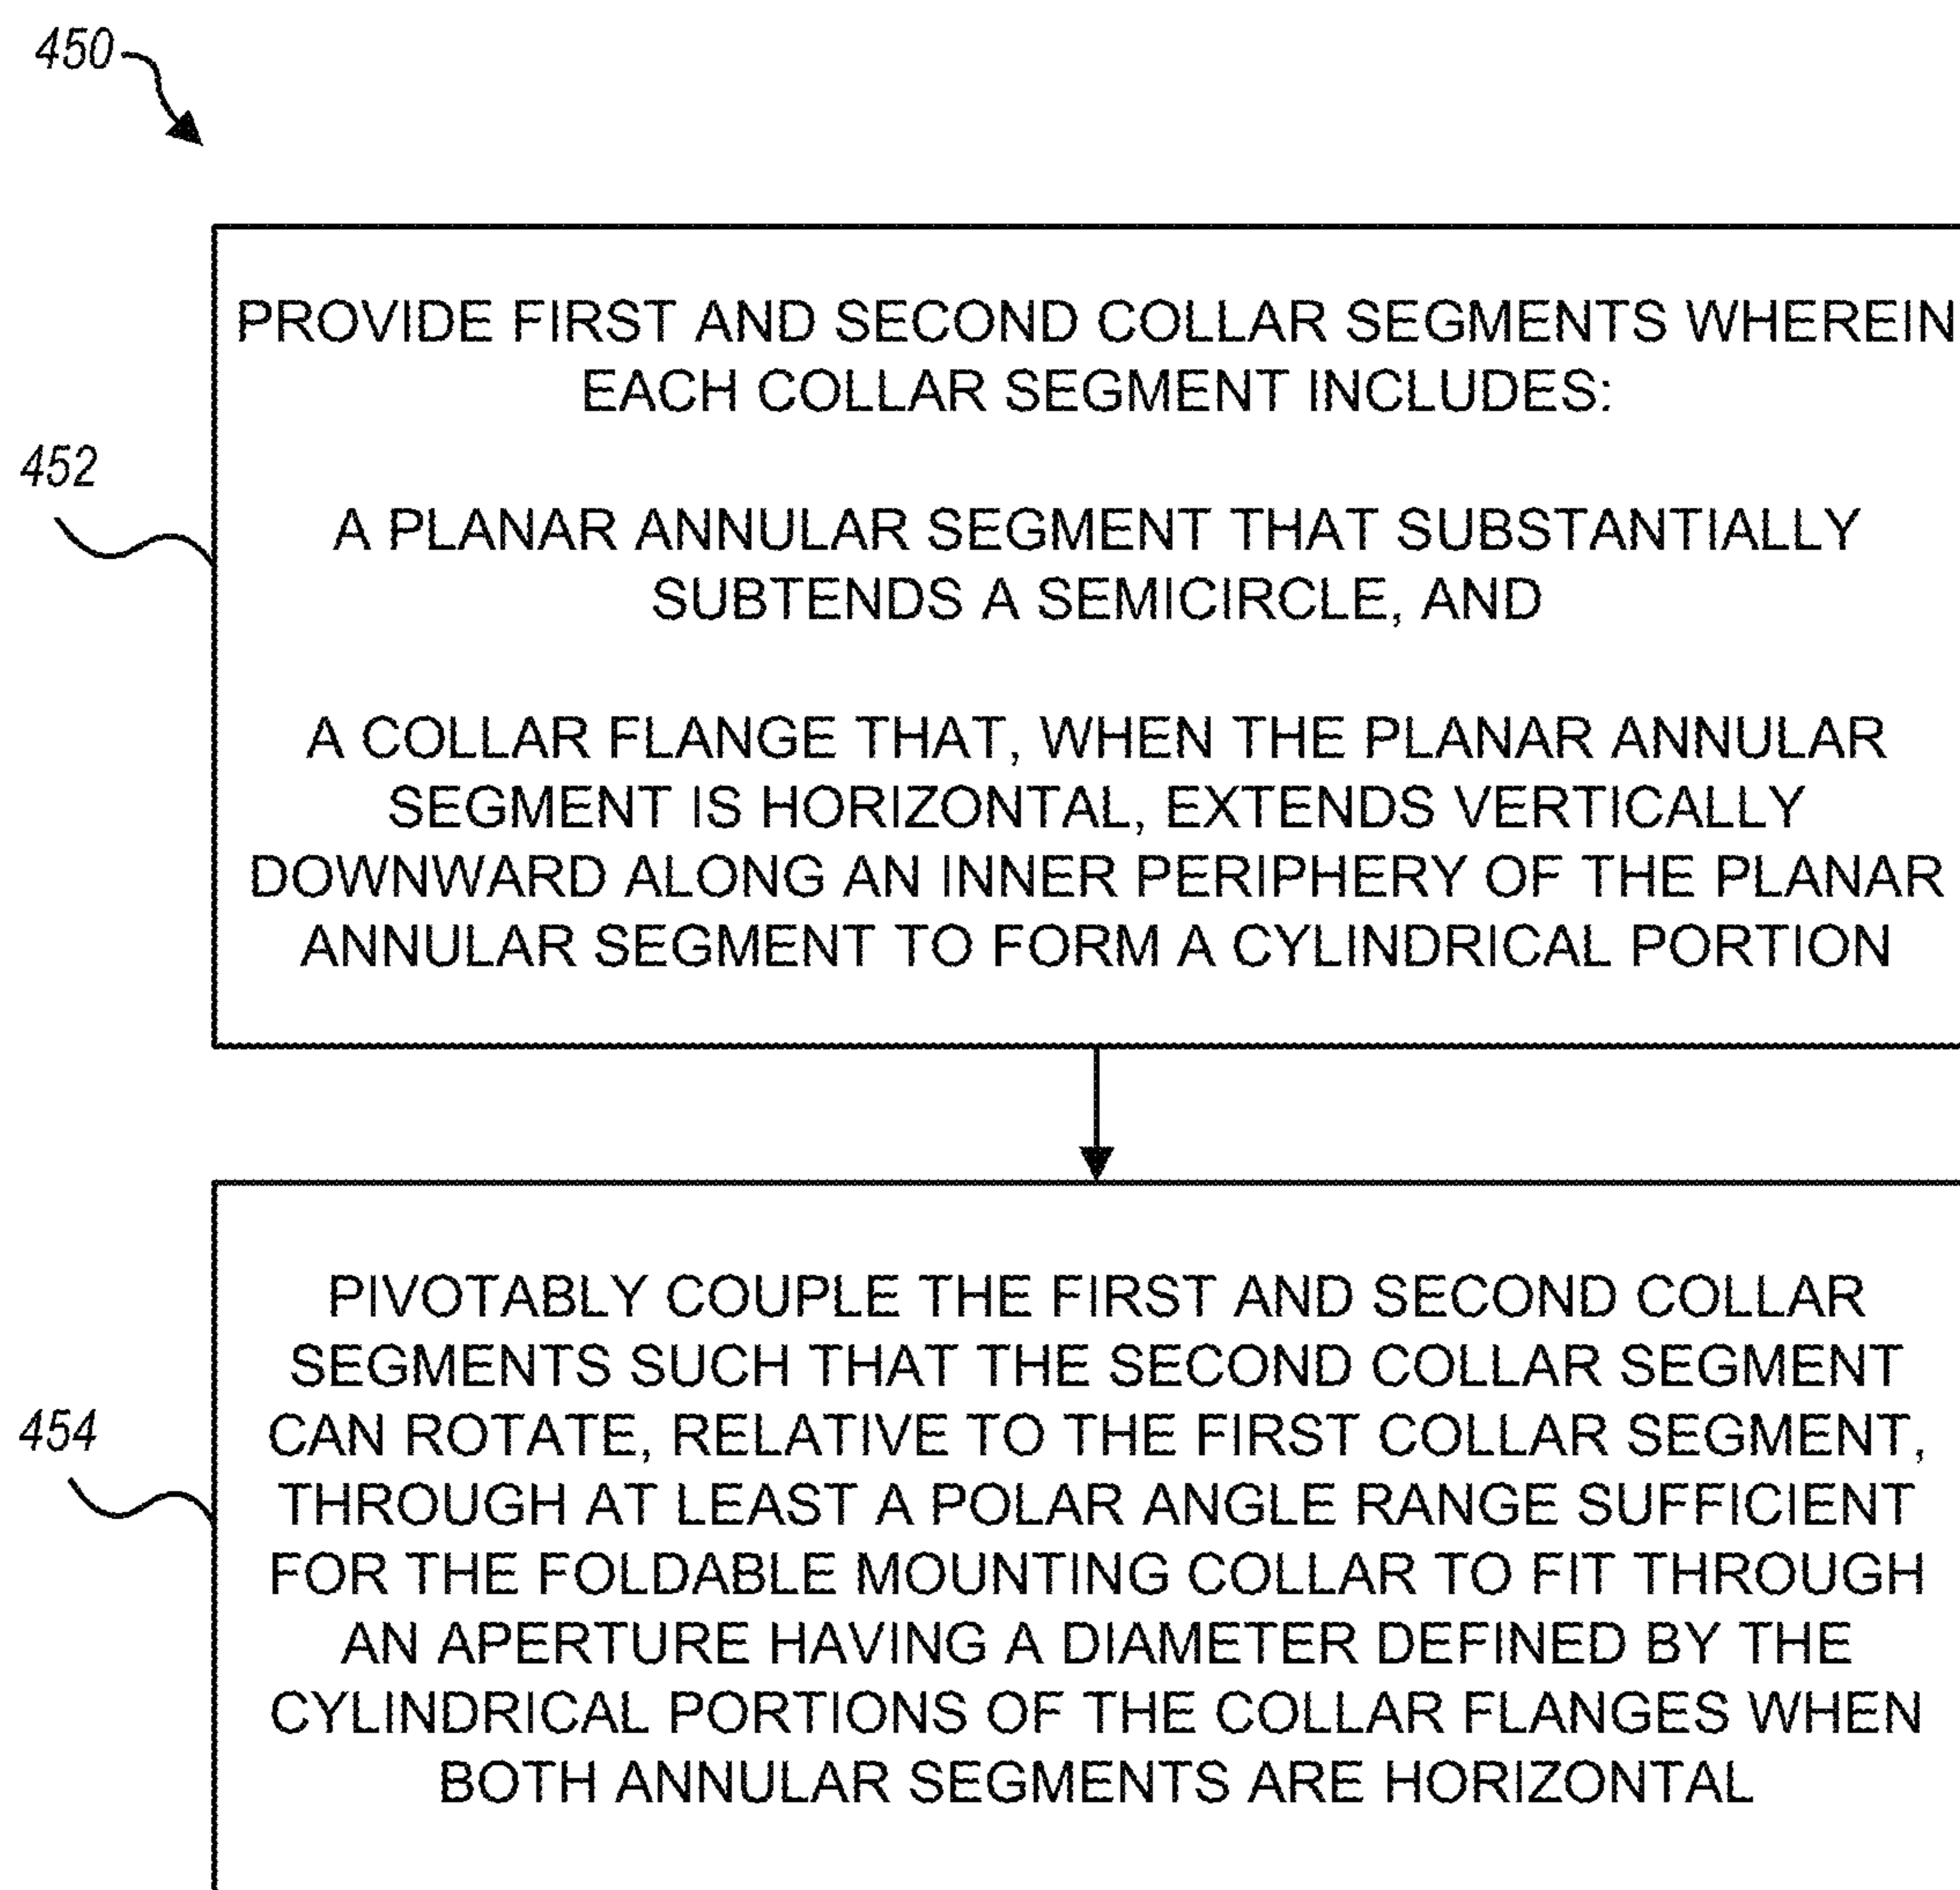 450
PROVIDE FIRST AND SECOND COLLAR SEGMENTS WHEREIN
EACH COLLAR SEGMENT INCLUDES:
452
A PLANAR ANNULAR SEGMENT THAT SUBSTANTIALLY
SUBTENDS A SEMICIRCLE, AND
A COLLAR FLANGE THAT, WHEN THE PLANAR ANNULAR
SEGMENT IS HORIZONTAL, EXTENDS VERTICALLY
DOWNWARD ALONG AN INNER PERIPHERY OF THE PLANAR
ANNULAR SEGMENT TO FORM A CYLINDRICAL PORTION
PIVOTABLY COUPLE THE FIRST AND SECOND COLLAR
SEGMENTS SUCH THAT THE SECOND COLLAR SEGMENT
454
CAN ROTATE, RELATIVE TO THE FIRST COLLAR SEGMENT,
THROUGH AT LEAST A POLAR ANGLE RANGE SUFFICIENT
FOR THE FOLDABLE MOUNTING COLLAR TO FIT THROUGH
AN APERTURE HAVING A DIAMETER DEFINED BY THE
CYLINDRICAL PORTIONS OF THE COLLAR FLANGES WHEN
BOTH ANNULAR SEGMENTS ARE HORIZONTAL